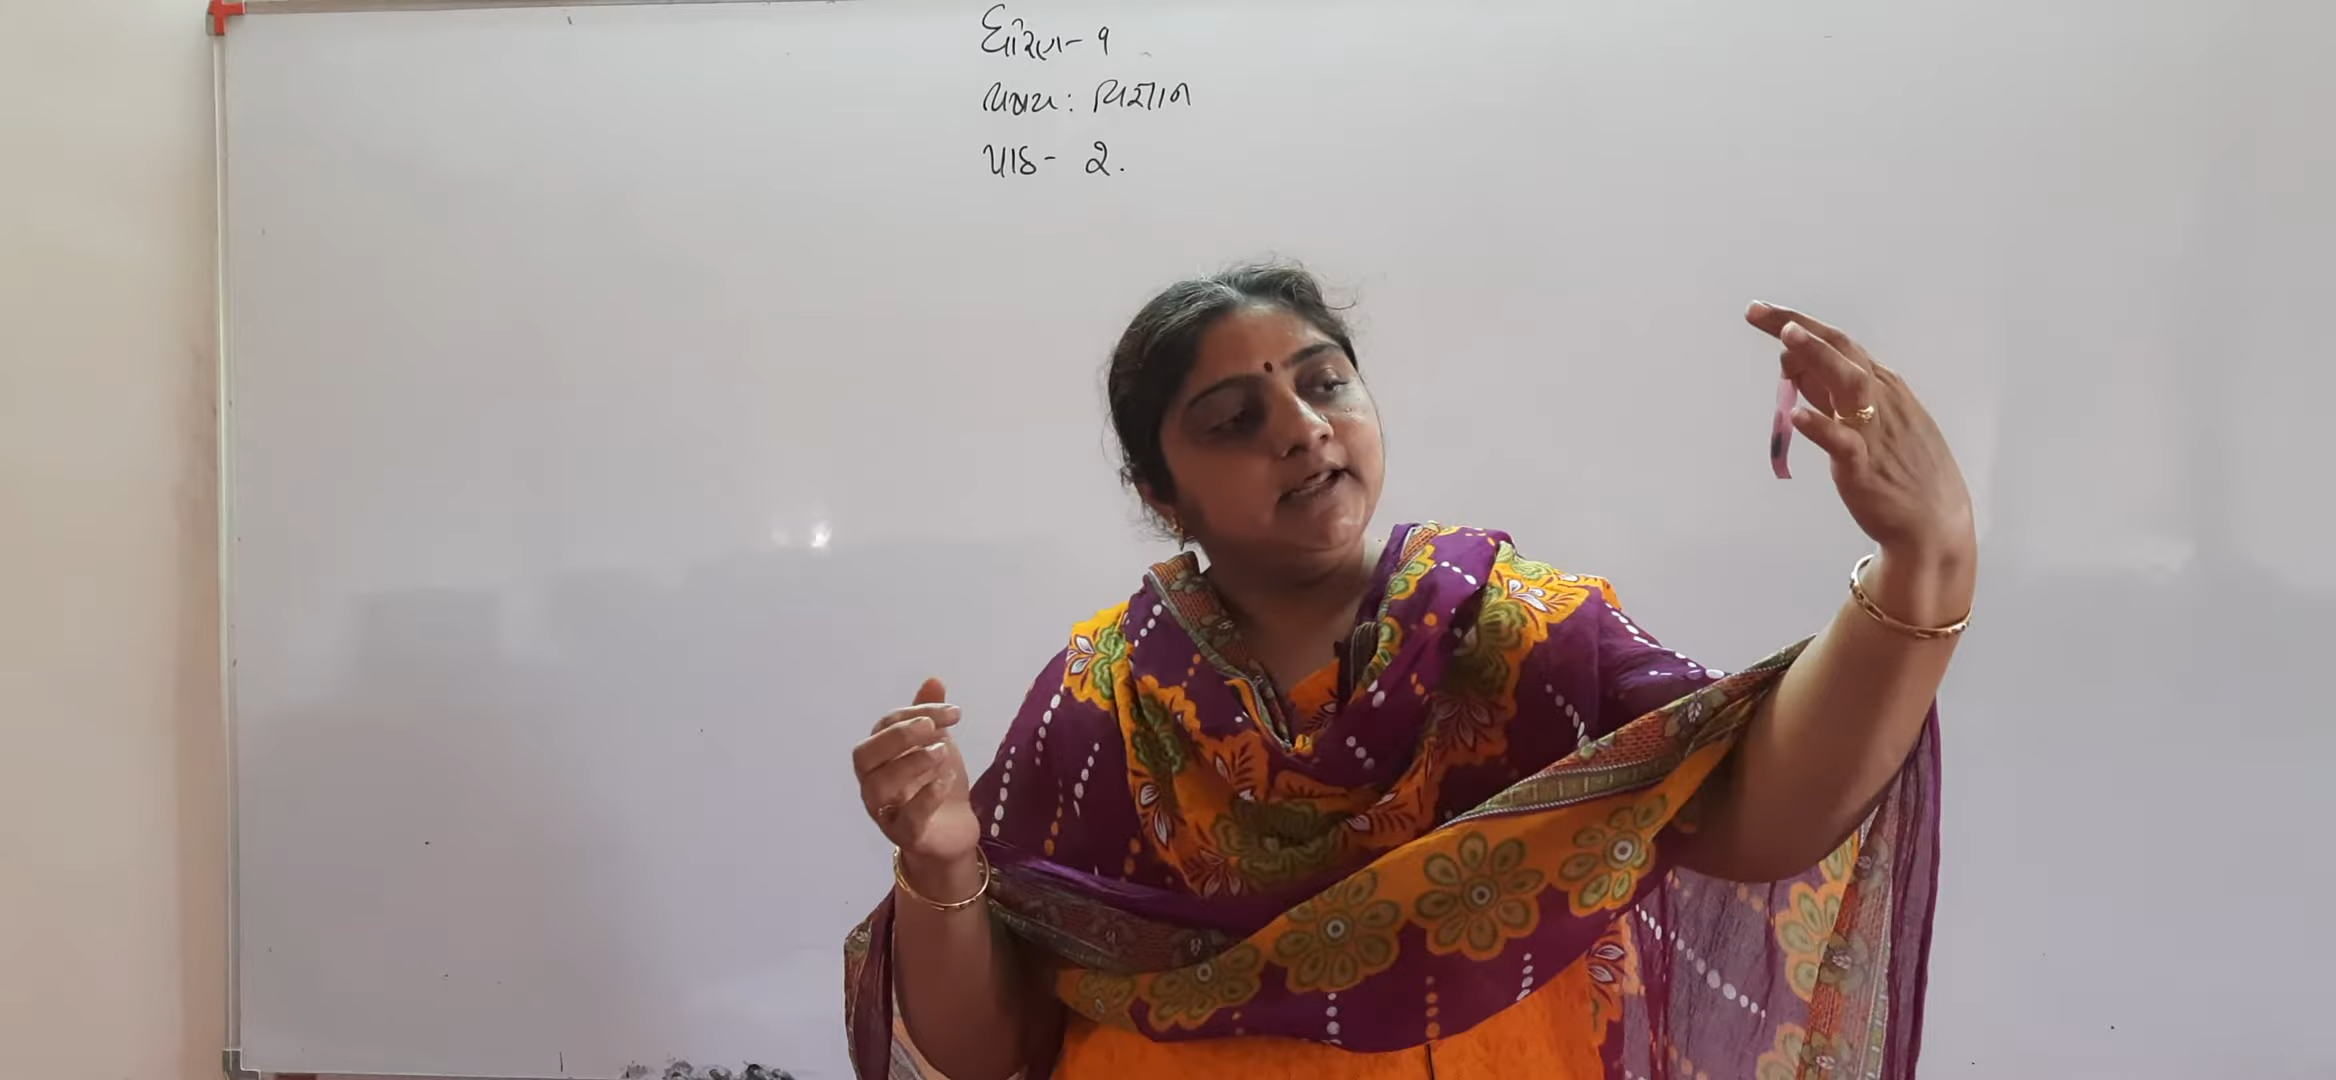 ધોરણ - ૧
વિષય : વિજ્ઞાન
પાઠ - ૨.